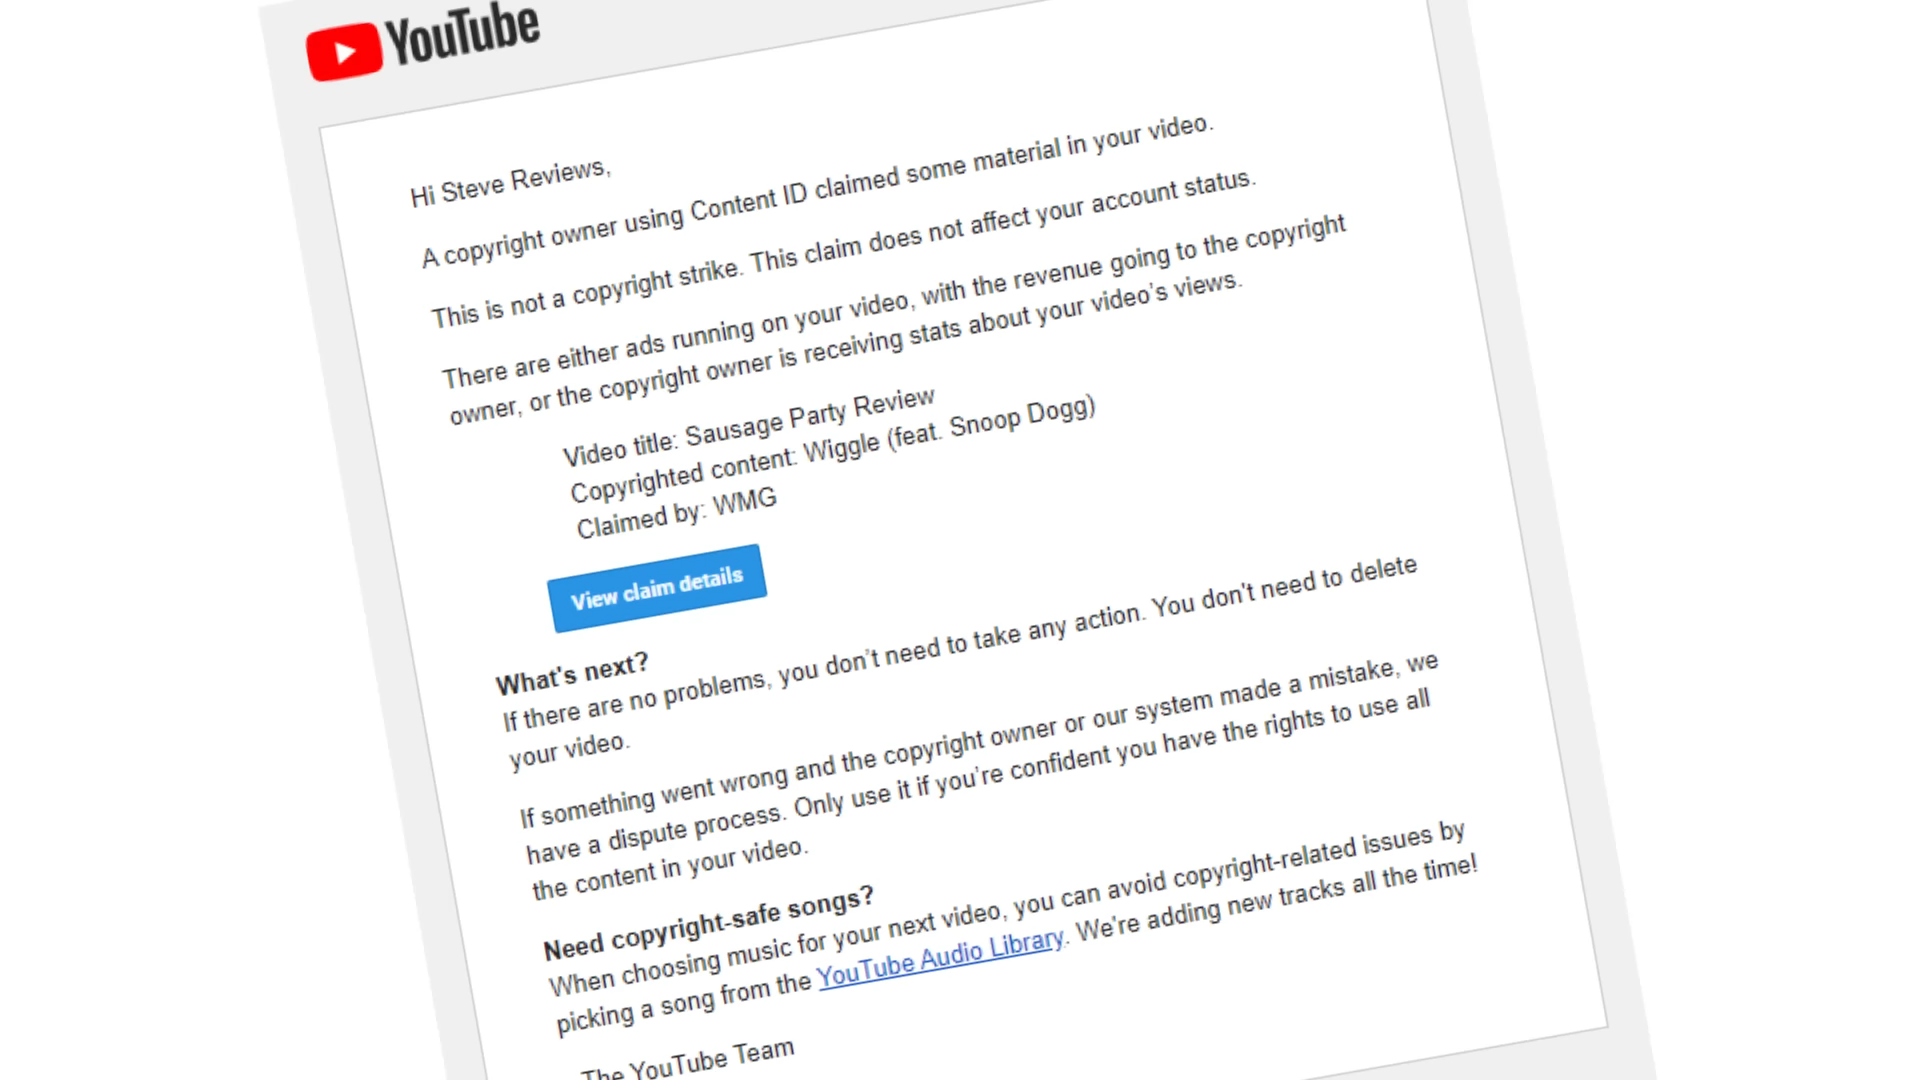 YouTube
Hi Steve Reviews,
A copyright owner using Content ID claimed some material in your video.
This is not a copyright strike. This claim does not affect your account status.
There are either ads running on your video, with the revenue going to the copyright
owner, or the copyright owner is receiving stats about your video's views.
Video title: Sausage Party Review
Copyrighted content: Wiggle (feat. Snoop Dogg)
Claimed by: WMG
View claim details
What's next?
If there are no problems, you don't need to take any action. You don't need to delete
your video.
If something went wrong and the copyright owner or our system made a mistake, we
have a dispute process. Only use it if you're confident you have the rights to use all
the content in your video.
Need copyright-safe songs?
When choosing music for your next video, you can avoid copyright-related issues by
picking a song from the YouTube Audio Library. We're adding new tracks all the time!
The YouTube Team